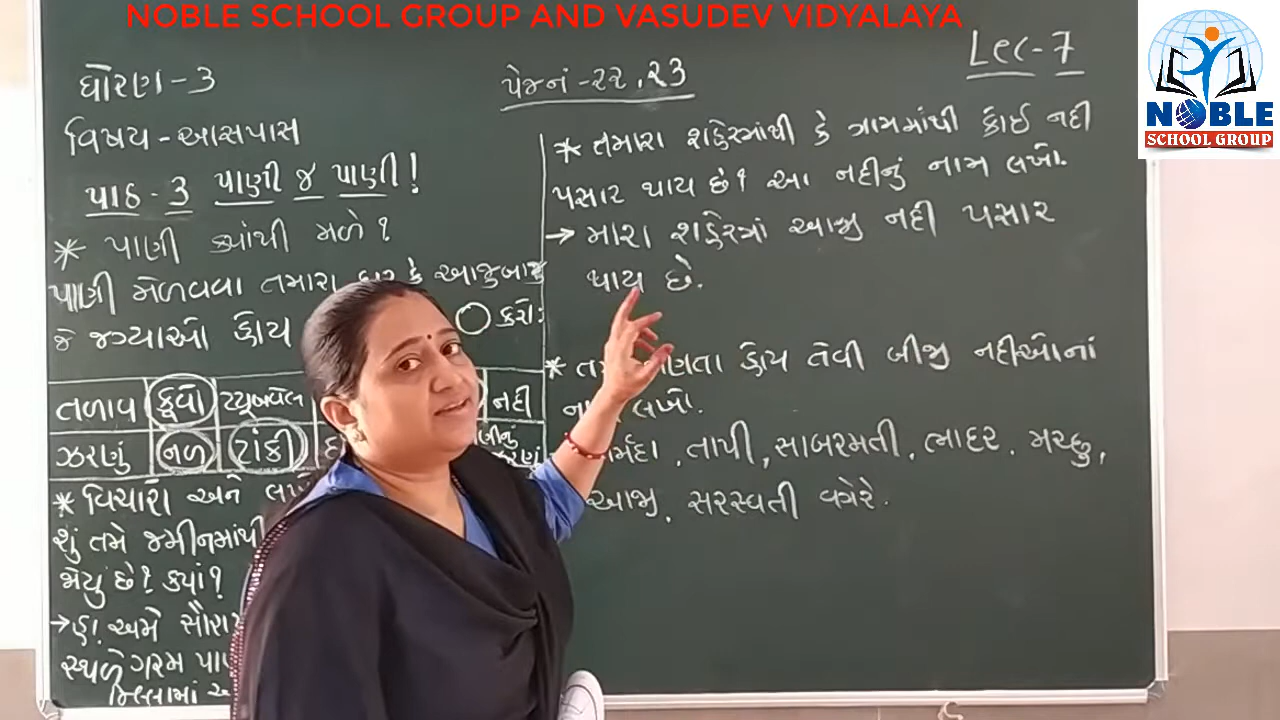 NOBLE SCHOOL GROUP AND VASUDEV VIDYALAYA
NOBLE
SCHOOL GROUP
Lec-7
ધોરણ - ૩
વિષય - આસપાસ
પાઠ - ૩ પાણી જ પાણી !
* પાણી ક્યાંથી મળે ?
પાણી મેળવવા તમારા ઘર કે આજુબાજુ
જે જગ્યાઓ હોય કરો :
તળાવ કૂવો ટ્યૂબવેલ નદી
ઝરણું નળ ટાંકી
* વિચારો અને
શું તમે જમીનમાંથી
જોયું છે ? ક્યાં ?
→ હા ! અમે
સ્થળે ગરમ
જિલ્લામાં
પેજ નં - ૨૨, ૨૩
* તમારા શહેરમાંથી કે ગામમાંથી કોઈ નદી
પસાર થાય છે ? આ નદીનું નામ લખો.
→ મારા શહેરમાં આજી નદી પસાર
થાય છે.
* હોય તેવી બીજી નદીઓનાં
લખો.
તાપી, સાબરમતી, ભાદર, મચ્છુ,
આજી, સરસ્વતી વગેરે.